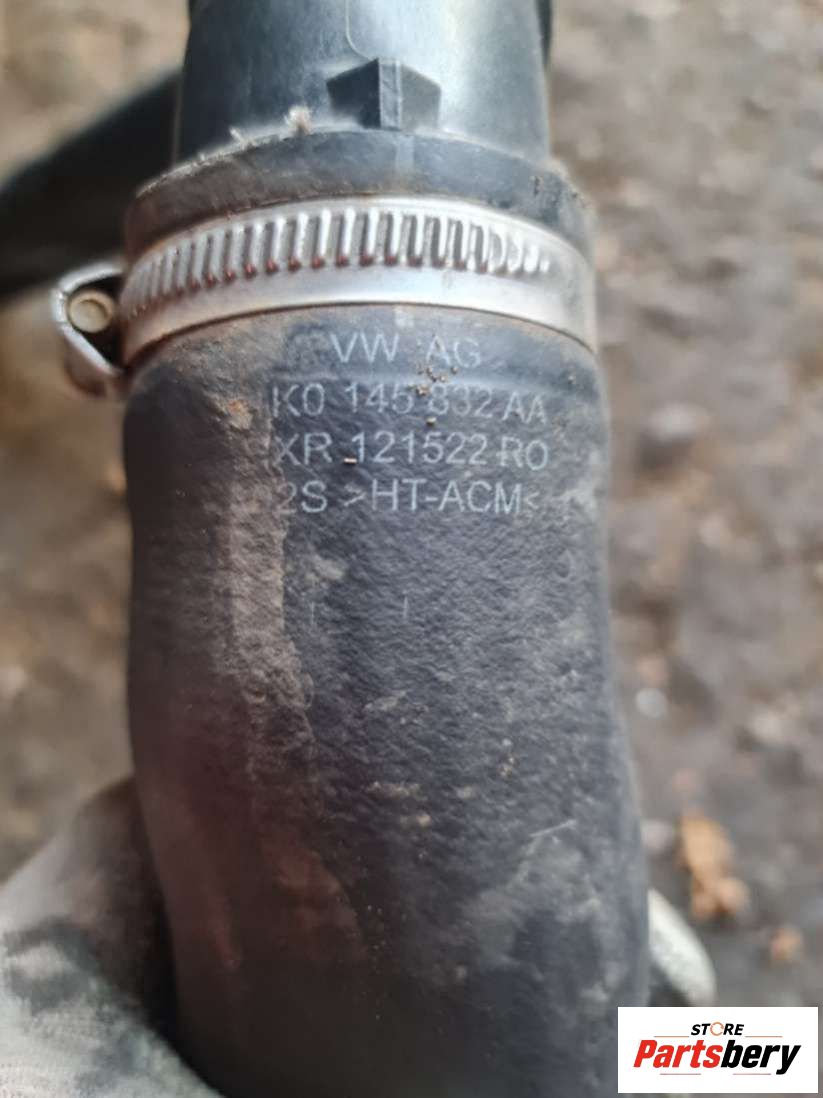 VW AG
K0 145 832 AA
XR 121522 R0
2S >HT-ACM<
STORE
Partsbery